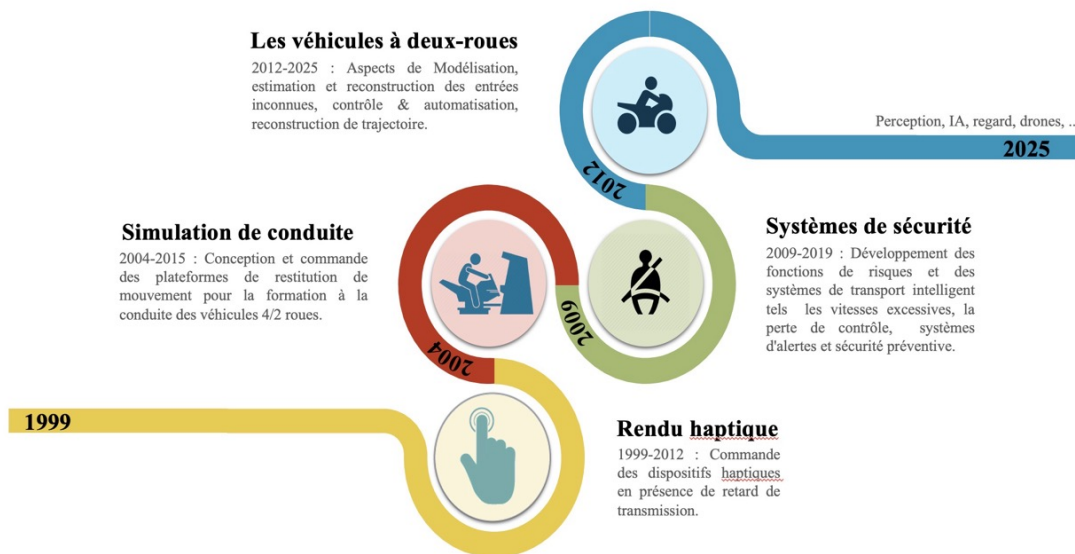 Les véhicules à deux-roues
2012-2025 : Aspects de Modélisation,
estimation et reconstruction des entrées
inconnues, contrôle & automatisation,
reconstruction de trajectoire.
Perception, IA, regard, drones, ..
2025
2012
Simulation de conduite
2004-2015 : Conception et commande
des plateformes de restitution de
mouvement pour la formation à la
conduite des véhicules 4/2 roues.
Systèmes de sécurité
2009-2019 : Développement des
fonctions de risques et des
systèmes de transport intelligent
tels les vitesses excessives, la
perte de contrôle, systèmes
d'alertes et sécurité préventive.
2009
2004
1999
Rendu haptique
1999-2012 : Commande
des dispositifs haptiques
en présence de retard de
transmission.